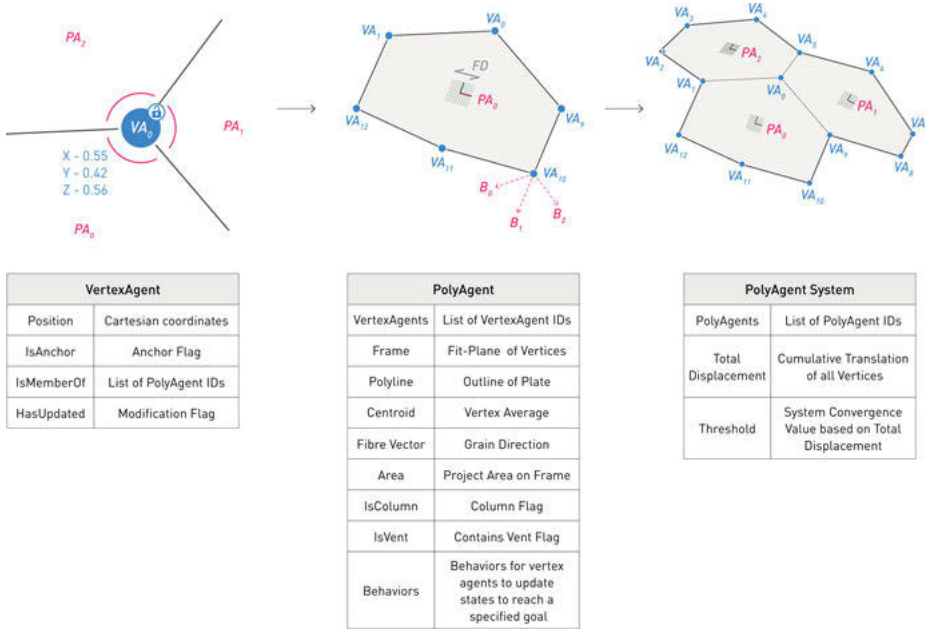 PA₂
VA₀
PA₁
X - 0.55
Y - 0.42
Z - 0.56
PA₀
VA₁
VA₀
FD
PA₀
VA₁₂
VA₉
VA₁₁
VA₁₀
B₀
B₁
B₂
VA₃
VA₄
VA₅
PA₂
VA₂
VA₄
VA₁
VA₀
PA₁
PA₀
VA
VA₁₂
VA₉
VA₈
VA₁₁
VA₁₀
VertexAgent
Position Cartesian coordinates
IsAnchor Anchor Flag
IsMemberOf List of PolyAgent IDs
HasUpdated Modification Flag
PolyAgent
VertexAgents List of VertexAgent IDs
Frame Fit-Plane of Vertices
Polyline Outline of Plate
Centroid Vertex Average
Fibre Vector Grain Direction
Area Project Area on Frame
IsColumn Column Flag
IsVent Contains Vent Flag
Behaviors
Behaviors for vertex
agents to update
states to reach a
specified goal
PolyAgent System
PolyAgents List of PolyAgent IDs
Total
Displacement
Cumulative Translation
of all Vertices
Threshold
System Convergence
Value based on Total
Displacement